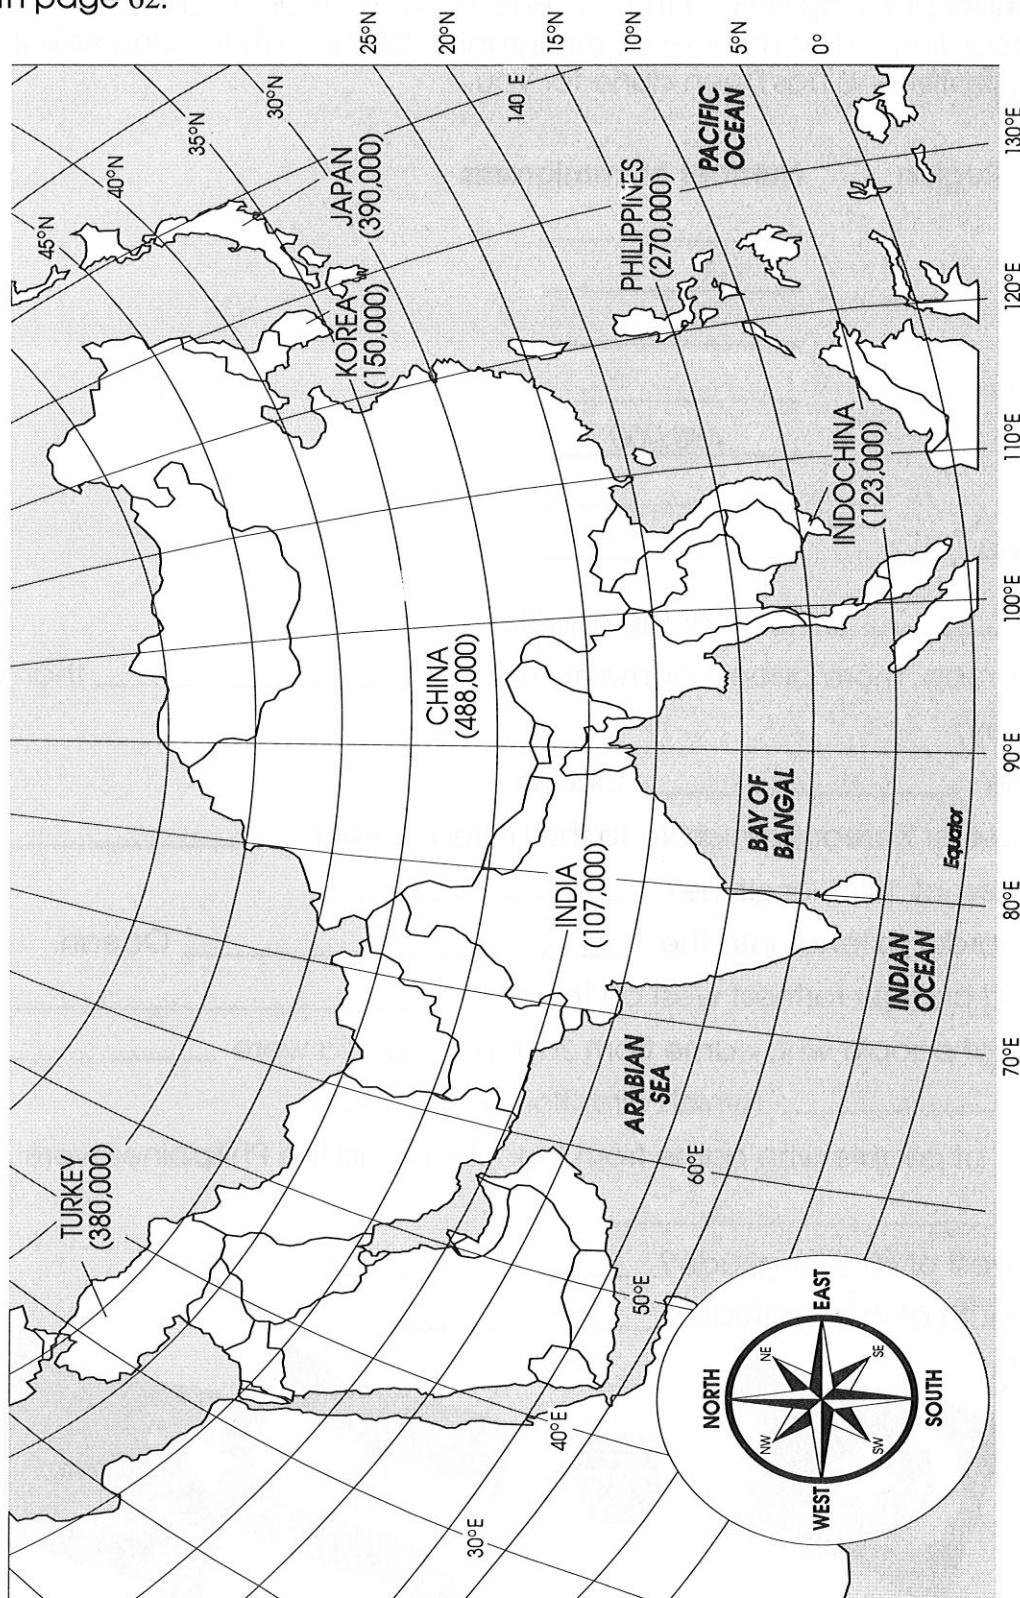 n page 62.
45°N
40°N
35°N
30°N
25°N
20°N
15°N
10°N
5°N
0°
140 E
130°E
120°E
110°E
100°E
90°E
80°E
70°E
60°E
50°E
40°E
30°E
TURKEY
(380,000)
CHINA
(488,000)
KOREA
(150,000)
JAPAN
(390,000)
PHILIPPINES
(270,000)
PACIFIC
OCEAN
INDOCHINA
(123,000)
INDIA
(107,000)
BAY OF
BANGAL
ARABIAN
SEA
INDIAN
OCEAN
Equator
NORTH
NE
EAST
SE
SOUTH
SW
WEST
NW